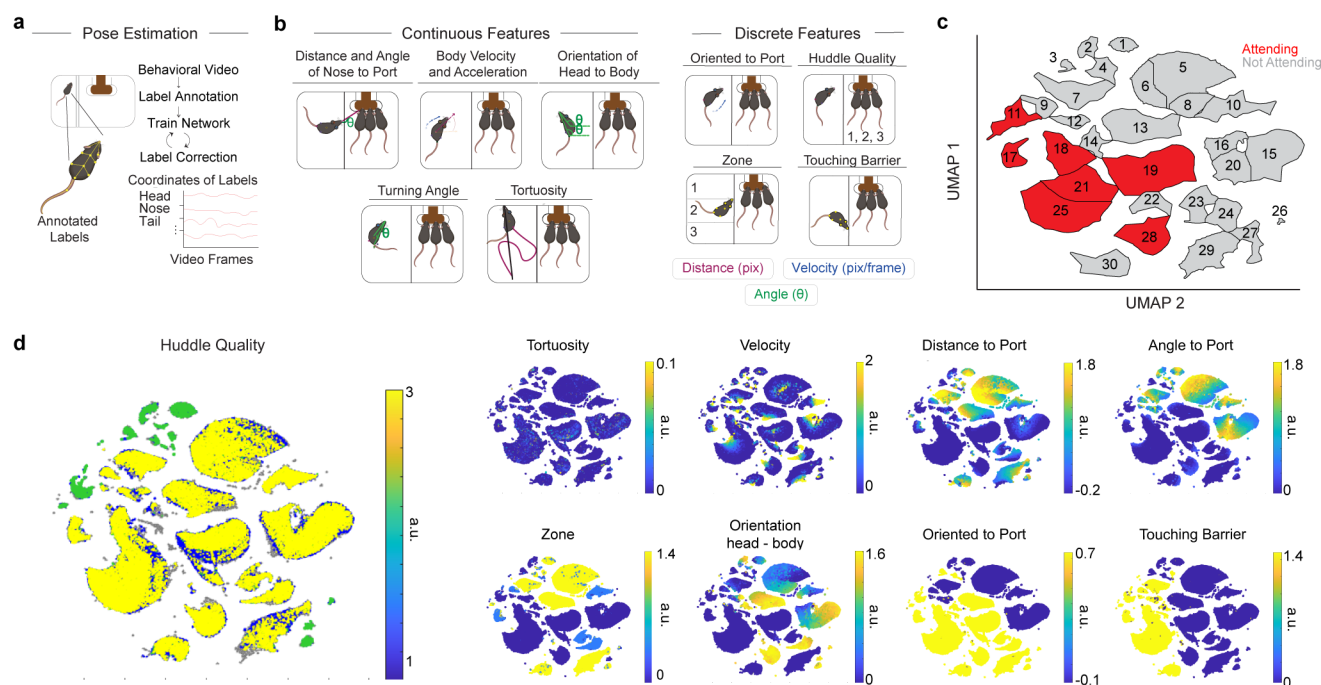 a
Pose Estimation
Behavioral Video
Label Annotation
Train Network
Label Correction
Coordinates of Labels
Head
Nose
Tail
Annotated
Labels
Video Frames
b
Continuous Features
Distance and Angle
of Nose to Port
θ
Body Velocity
and Acceleration
Orientation of
Head to Body
θ
θ
Turning Angle
θ
Tortuosity
Discrete Features
Oriented to Port
Huddle Quality
1, 2, 3
Zone
1
2
3
Touching Barrier
Distance (pix)
Velocity (pix/frame)
Angle (θ)
c
Attending
Not Attending
1
2
3
4
5
6
7
8
9
10
11
12
13
14
15
16
17
18
19
20
21
22
23
24
25
26
27
28
29
30
UMAP 1
UMAP 2
d
Huddle Quality
3
a.u
1
Tortuosity
0.1
a.u
0
Velocity
2
a.u
0
Distance to Port
1.8
a.u
-0.2
Angle to Port
1.8
a.u
0
Zone
1.4
a.u
0
Orientation
head - body
1.6
a.u
0
Oriented to Port
0.7
a.u
-0.1
Touching Barrier
1.4
a.u
0